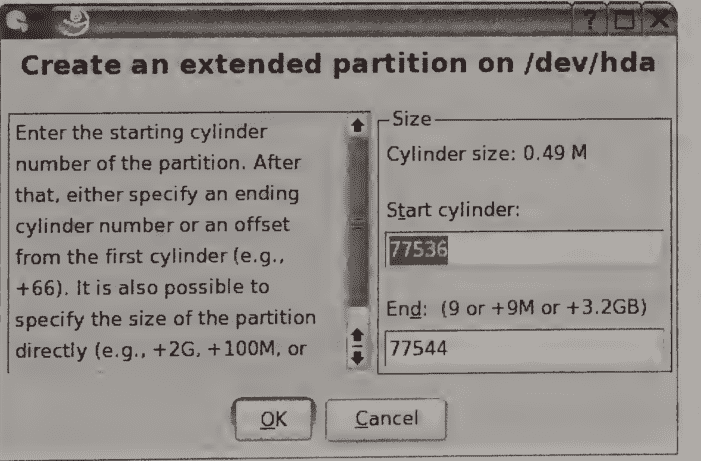 Create an extended partition on /dev/hda
Enter the starting cylinder
number of the partition. After
that, either specify an ending
cylinder number or an offset
from the first cylinder (e.g.,
+66). It is also possible to
specify the size of the partition
directly (e.g., +2G, +100M, or
Size
Cylinder size: 0.49 M
Start cylinder:
77536
End: (9 or +9M or +3.2GB)
77544
OK
Cancel